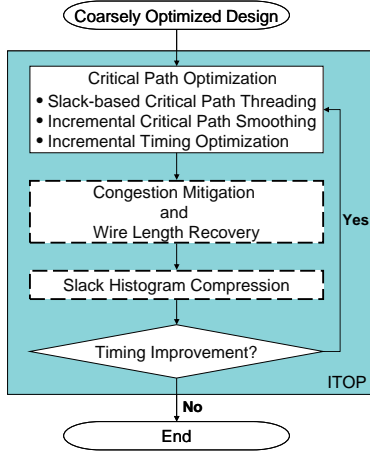 Coarsely Optimized Design
Critical Path Optimization
• Slack-based Critical Path Threading
• Incremental Critical Path Smoothing
• Incremental Timing Optimization
Congestion Mitigation
and
Wire Length Recovery
Yes
Slack Histogram Compression
Timing Improvement?
ITOP
No
End